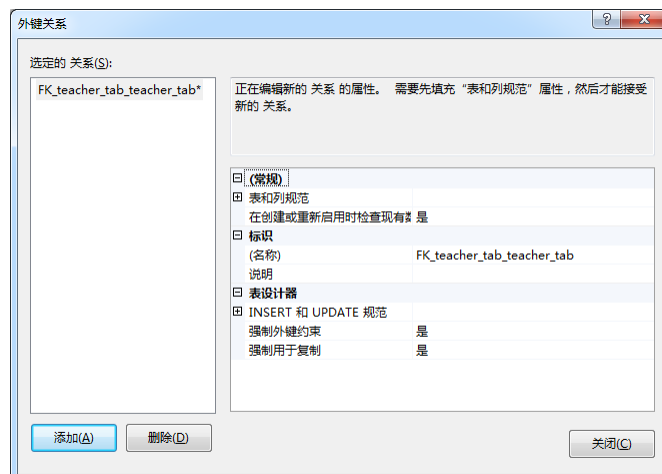 外键关系
选定的 关系(S):
FK_teacher_tab_teacher_tab*
正在编辑新的 关系 的属性。 需要先填充“表和列规范”属性，然后才能接受
新的 关系。
(常规)
表和列规范
在创建或重新启用时检查现有数 是
标识
(名称) FK_teacher_tab_teacher_tab
说明
表设计器
INSERT 和 UPDATE 规范
强制外键约束 是
强制用于复制 是
添加(A) 删除(D)
关闭(C)